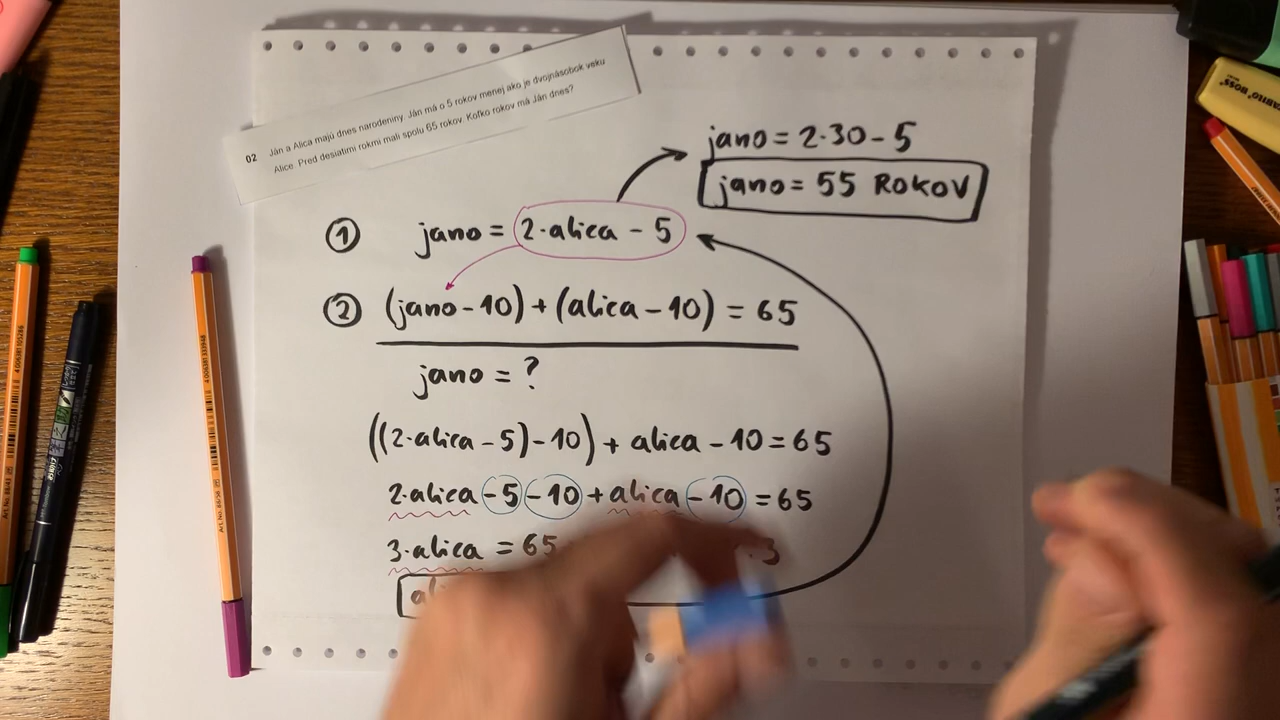 02 Ján a Alica majú dnes narodeniny. Ján má o 5 rokov menej ako je dvojnásobok veku
Alice. Pred desiatimi rokmi mali spolu 65 rokov. Koľko rokov má Ján dnes?
jano = 2·30 - 5
jano = 55 ROKOV
1 jano = 2·alica - 5
2 (jano - 10) + (alica - 10) = 65
jano = ?
((2·alica - 5) - 10) + alica - 10 = 65
2·alica - 5 - 10 + alica - 10 = 65
3·alica = 65
BOSS